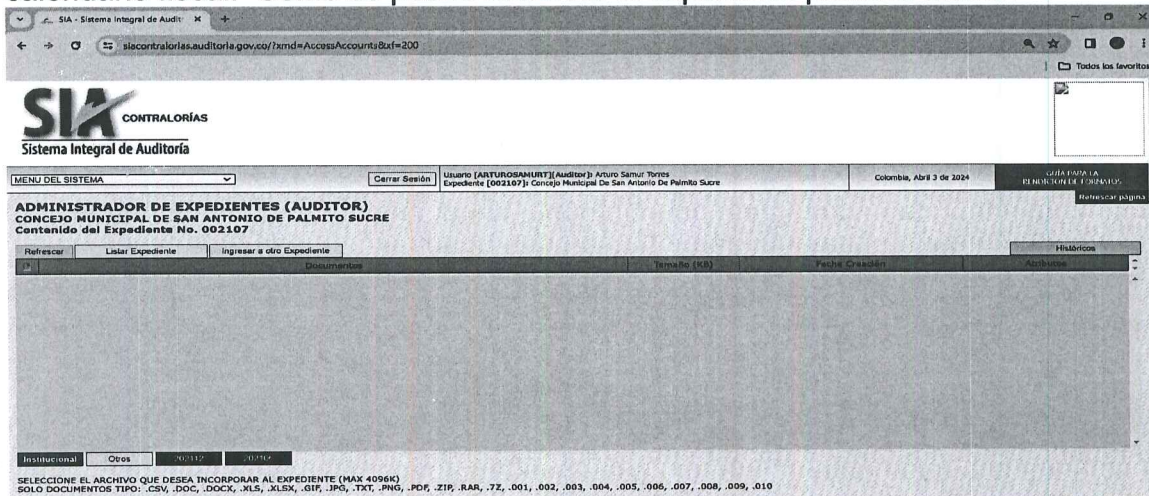 SIA - Sistema Integral de Audit
siacontralorias.auditoria.gov.co/?xmd=AccessAccounts&xf=200
Todos los favoritos
SIA CONTRALORÍAS
Sistema Integral de Auditoría
MENU DEL SISTEMA
Cerrar Sesión
Usuario [ARTUROSAMURT](Auditor): Arturo Samur Torres
Expediente [002107]: Concejo Municipal De San Antonio De Palmito Sucre
Colombia, Abril 3 de 2024
GUÍA PARA LA
RENDICION DE FORMATOS
Refrescar página
ADMINISTRADOR DE EXPEDIENTES (AUDITOR)
CONCEJO MUNICIPAL DE SAN ANTONIO DE PALMITO SUCRE
Contenido del Expediente No. 002107
Refrescar Listar Expediente Ingresar a otro Expediente Históricos
Documentos Tamaño (KB) Fecha Creación Atributos
Institucional Otros 202112
SELECCIONE EL ARCHIVO QUE DESEA INCORPORAR AL EXPEDIENTE (MAX 4096K)
SOLO DOCUMENTOS TIPO: .CSV, .DOC, .DOCX, .XLS, .XLSX, .GIF, .JPG, .TXT, .PNG, .PDF, .ZIP, .RAR, .7Z, .001, .002, .003, .004, .005, .006, .007, .008, .009, .010